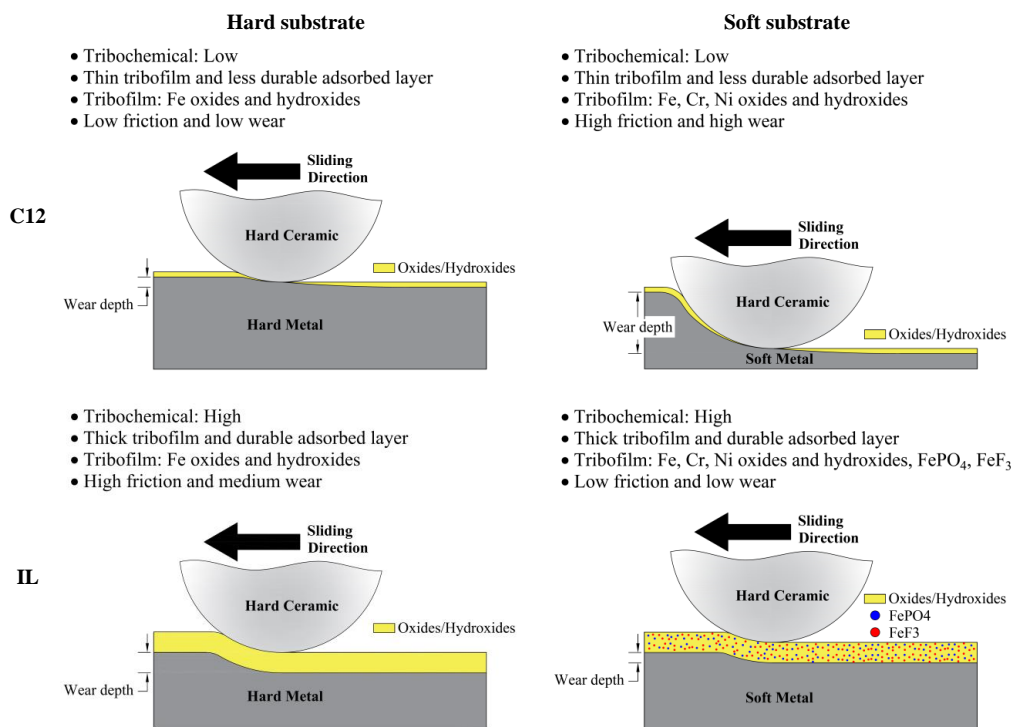 Hard substrate
• Tribochemical: Low
• Thin tribofilm and less durable adsorbed layer
• Tribofilm: Fe oxides and hydroxides
• Low friction and low wear
Soft substrate
• Tribochemical: Low
• Thin tribofilm and less durable adsorbed layer
• Tribofilm: Fe, Cr, Ni oxides and hydroxides
• High friction and high wear
C12
Sliding
Direction
Hard Ceramic
Oxides/Hydroxides
Wear depth
Hard Metal
Sliding
Direction
Hard Ceramic
Wear depth
Oxides/Hydroxides
Soft Metal
• Tribochemical: High
• Thick tribofilm and durable adsorbed layer
• Tribofilm: Fe oxides and hydroxides
• High friction and medium wear
• Tribochemical: High
• Thick tribofilm and durable adsorbed layer
• Tribofilm: Fe, Cr, Ni oxides and hydroxides, FePO₄, FeF₃
• Low friction and low wear
IL
Sliding
Direction
Hard Ceramic
Oxides/Hydroxides
Wear depth
Hard Metal
Sliding
Direction
Hard Ceramic
Oxides/Hydroxides
FePO4
FeF3
Wear depth
Soft Metal